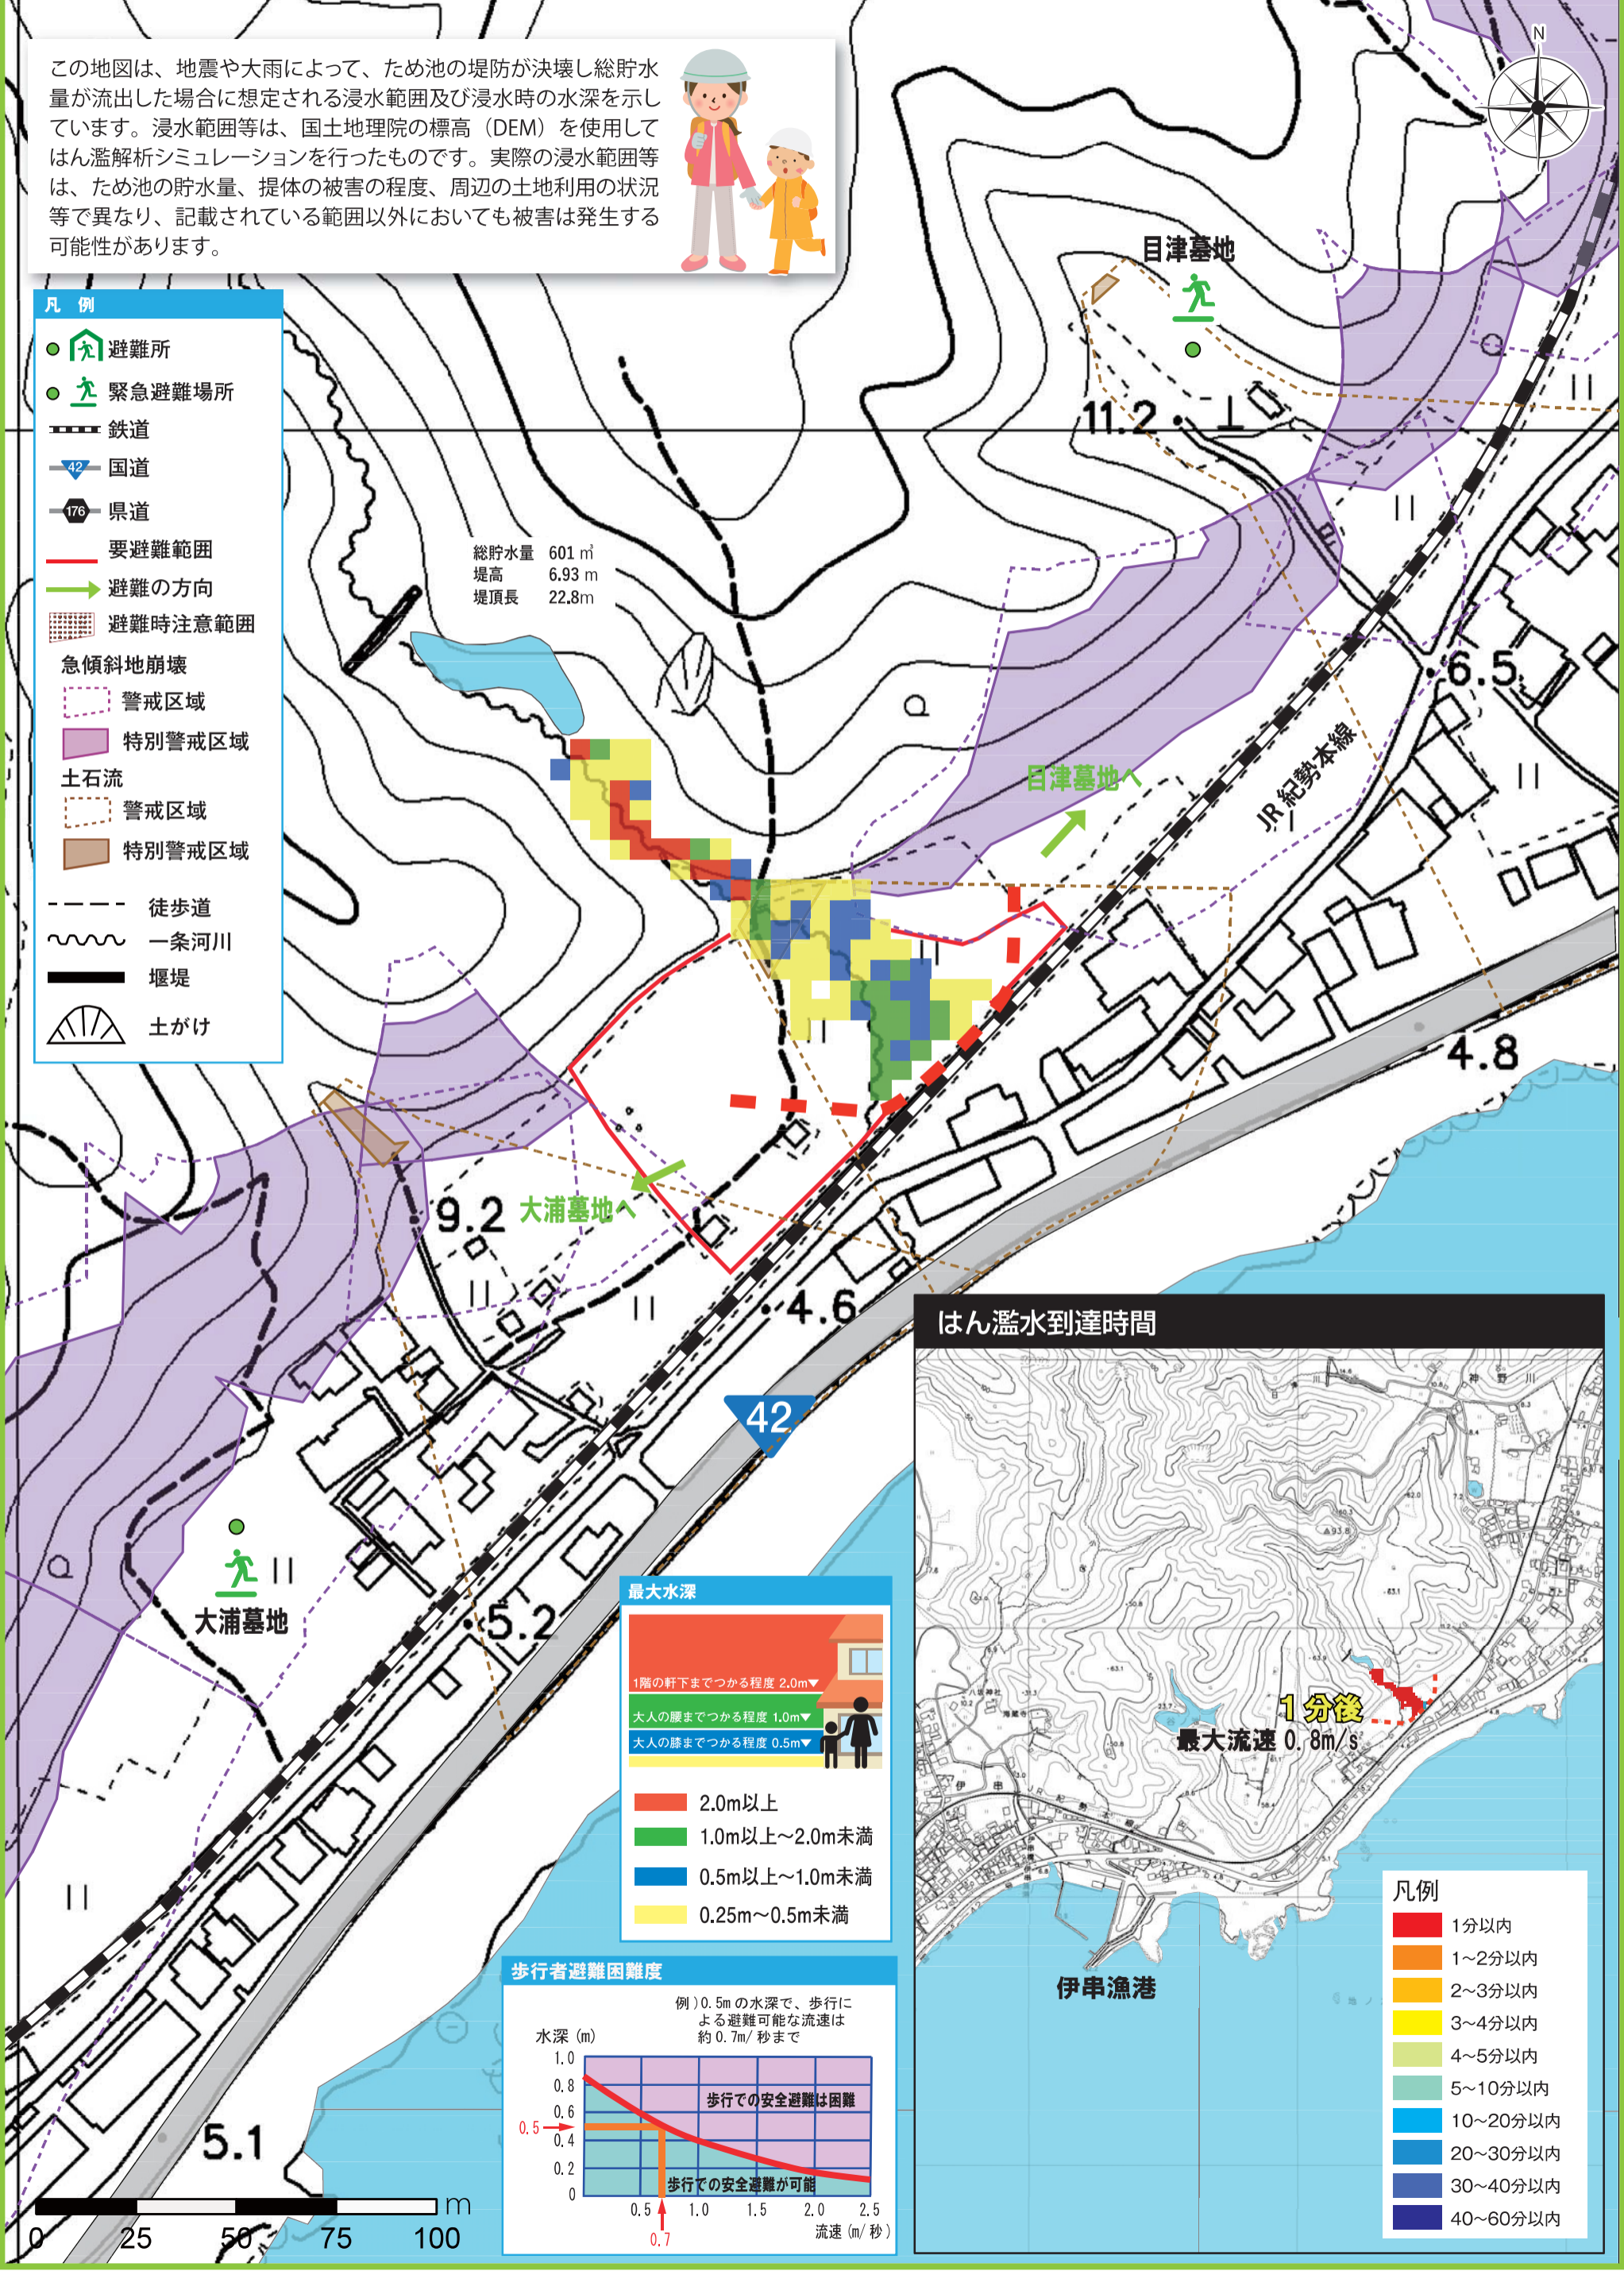 この地図は、地震や大雨によって、ため池の堤防が決壊し総貯水
量が流出した場合に想定される浸水範囲及び浸水時の水深を示し
ています。浸水範囲等は、国土地理院の標高（DEM）を使用して
はん濫解析シミュレーションを行ったものです。実際の浸水範囲等
は、ため池の貯水量、提体の被害の程度、周辺の土地利用の状況
等で異なり、記載されている範囲以外においても被害は発生する
可能性があります。
N
凡 例
避難所
緊急避難場所
鉄道
42 国道
176 県道
要避難範囲
避難の方向
避難時注意範囲
急傾斜地崩壊
警戒区域
特別警戒区域
土石流
警戒区域
特別警戒区域
徒歩道
一条河川
堰堤
土がけ
目津墓地
11.2
総貯水量 601 ㎥
堤高 6.93 m
堤頂長 22.8m
6.5
目津墓地へ
JR 紀勢本線
4.8
9.2
大浦墓地へ
4.6
42
大浦墓地
5.2
5.1
0 25 50 75 100 m
最大水深
1階の軒下までつかる程度 2.0m▼
大人の腰までつかる程度 1.0m▼
大人の膝までつかる程度 0.5m▼
2.0m以上
1.0m以上～2.0m未満
0.5m以上～1.0m未満
0.25m～0.5m未満
歩行者避難困難度
例）0.5m の水深で、歩行に
よる避難可能な流速は
約 0.7m/ 秒まで
水深 (m)
1.0
0.8
0.6
0.5
0.4
0.2
0
歩行での安全避難は困難
歩行での安全避難が可能
0.5 1.0 1.5 2.0 2.5
0.7
流速 (m/ 秒)
はん濫水到達時間
神 野 川
93.8
63.1
63.1
八坂神社
1 分後
最大流速 0.8m/s
伊 串
JR 紀 勢 本 線
伊串漁港
凡例
1分以内
1～2分以内
2～3分以内
3～4分以内
4～5分以内
5～10分以内
10～20分以内
20～30分以内
30～40分以内
40～60分以内